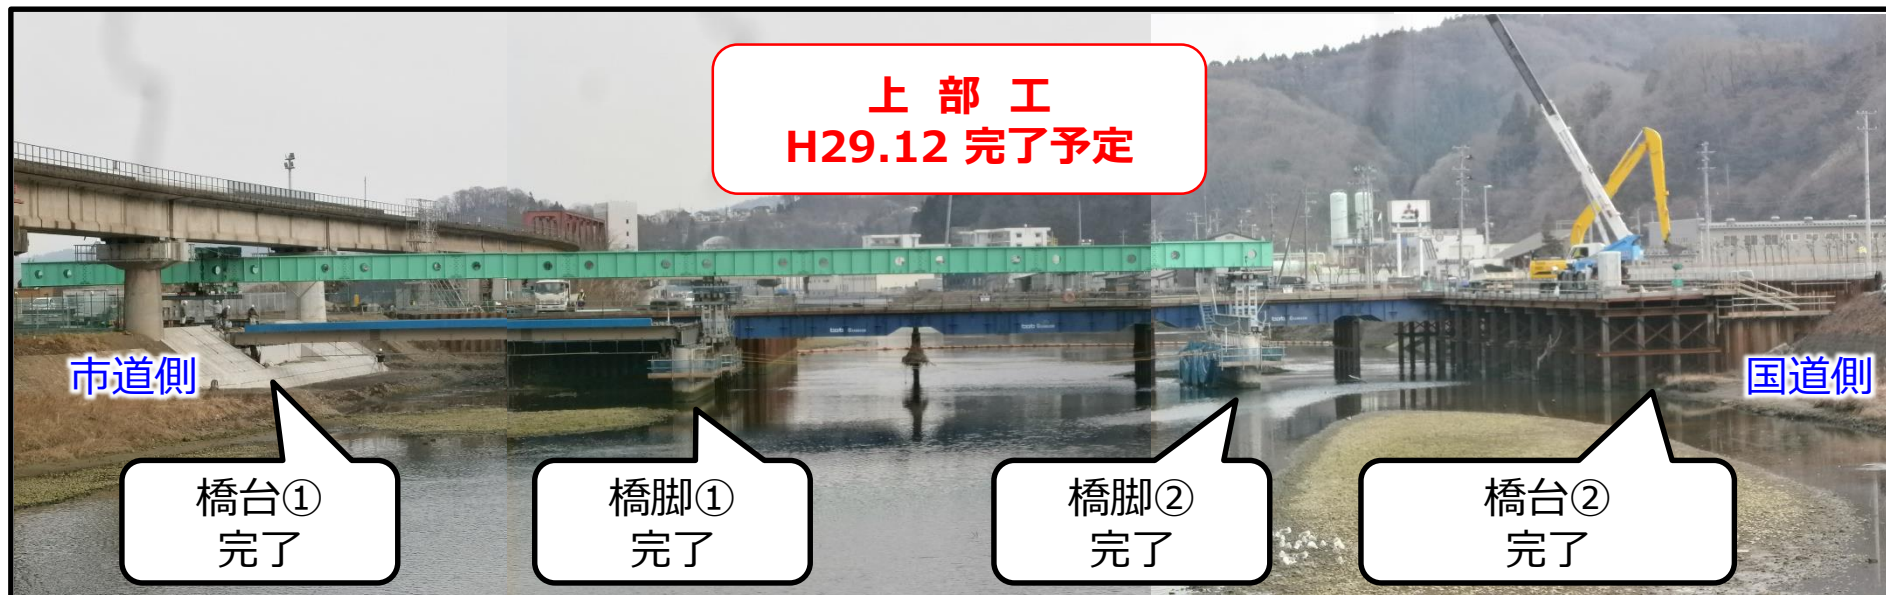 上部工
H29.12 完了予定
市道側
国道側
橋台①
完了
橋脚①
完了
橋脚②
完了
橋台②
完了